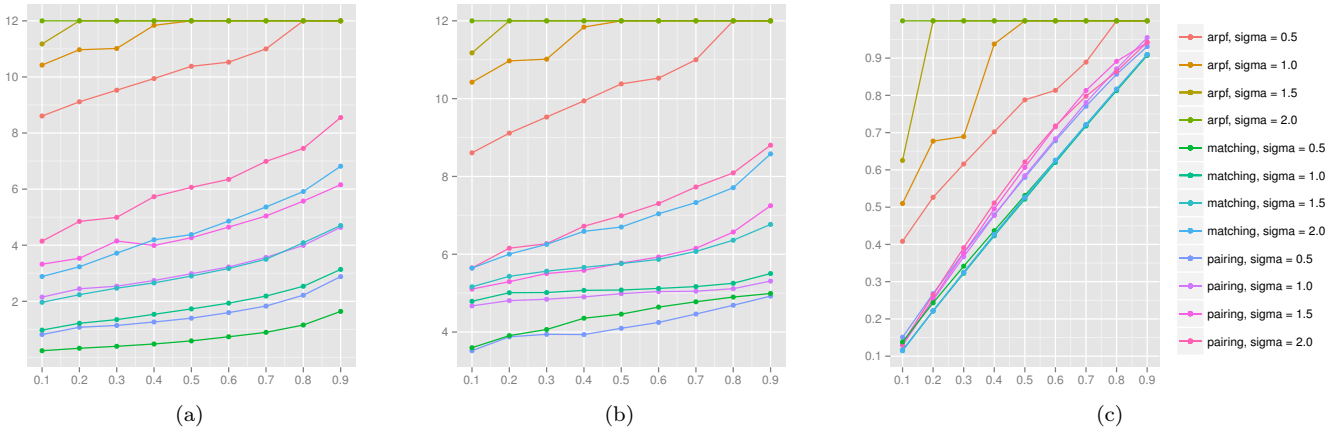 12
10
8
6
4
2
0.1 0.2 0.3 0.4 0.5 0.6 0.7 0.8 0.9
(a)
12
10
8
6
4
0.1 0.2 0.3 0.4 0.5 0.6 0.7 0.8 0.9
(b)
0.9
0.8
0.7
0.6
0.5
0.4
0.3
0.2
0.1
0.1 0.2 0.3 0.4 0.5 0.6 0.7 0.8 0.9
(c)
arpf, sigma = 0.5
arpf, sigma = 1.0
arpf, sigma = 1.5
arpf, sigma = 2.0
matching, sigma = 0.5
matching, sigma = 1.0
matching, sigma = 1.5
matching, sigma = 2.0
pairing, sigma = 0.5
pairing, sigma = 1.0
pairing, sigma = 1.5
pairing, sigma = 2.0